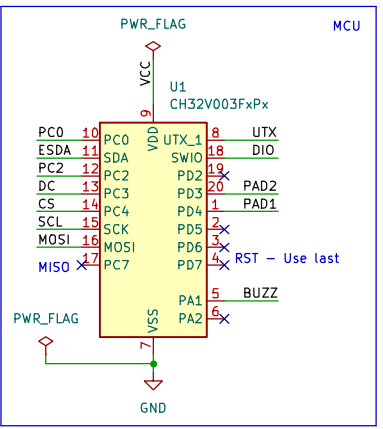 PWR_FLAG
MCU
VCC
U1
CH32V003FxPx
9
VDD
PC0 10 PC0 UTX_1 8 UTX
ESDA 11 SDA SWIO 18 DIO
PC2 12 PC2 PD2 19
DC 13 PC3 PD3 20 PAD2
CS 14 PC4 PD4 1 PAD1
SCL 15 SCK PD5 2
MOSI 16 MOSI PD6 3
MISO 17 PC7 PD7 4 RST – Use last
PA1 5 BUZZ
PWR_FLAG VSS PA2 6
7
GND